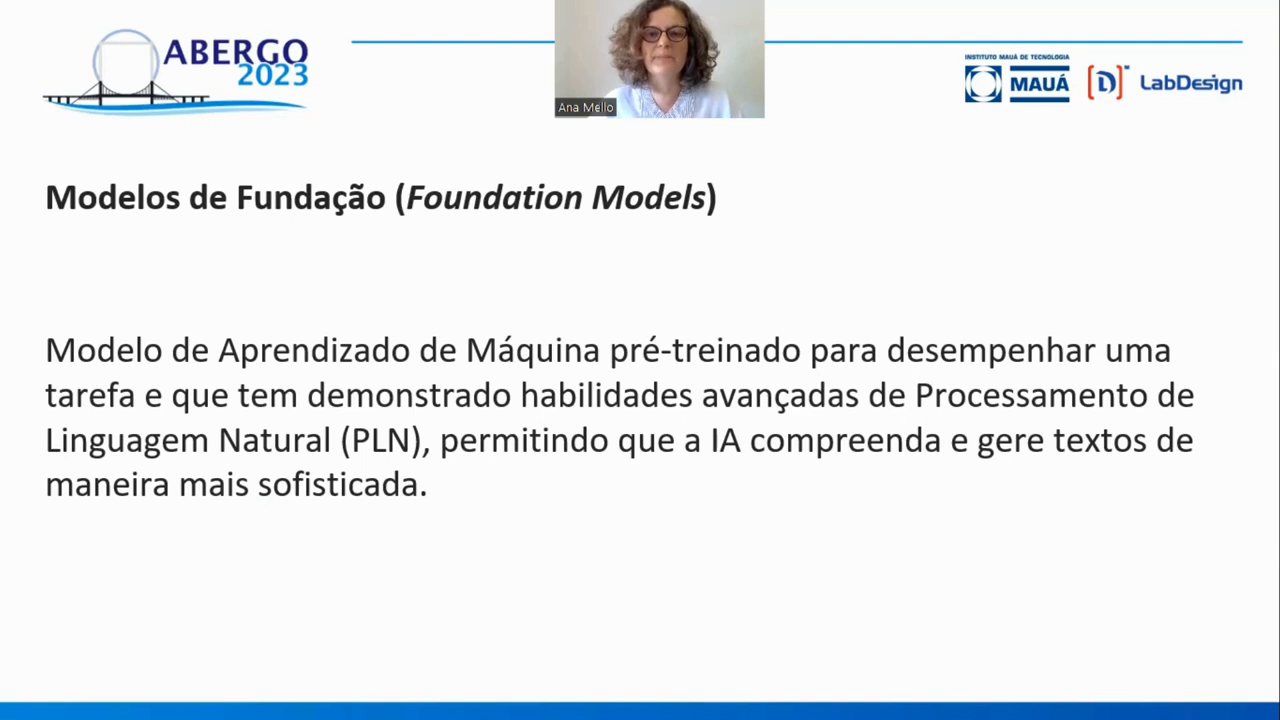 ABERGO
2023
Ana Mello
INSTITUTO MAUÁ DE TECNOLOGIA
MAUÁ
LabDesign
Modelos de Fundação (Foundation Models)
Modelo de Aprendizado de Máquina pré-treinado para desempenhar uma
tarefa e que tem demonstrado habilidades avançadas de Processamento de
Linguagem Natural (PLN), permitindo que a IA compreenda e gere textos de
maneira mais sofisticada.